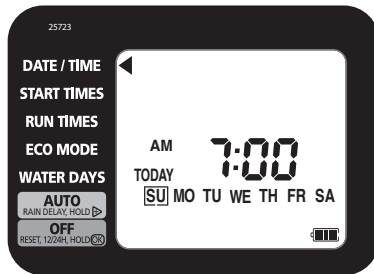 25723
DATE / TIME
START TIMES
RUN TIMES
ECO MODE
WATER DAYS
AUTO
RAIN DELAY, HOLD
OFF
RESET, 12/24H, HOLD OK
AM 7:00
TODAY
SU MO TU WE TH FR SA